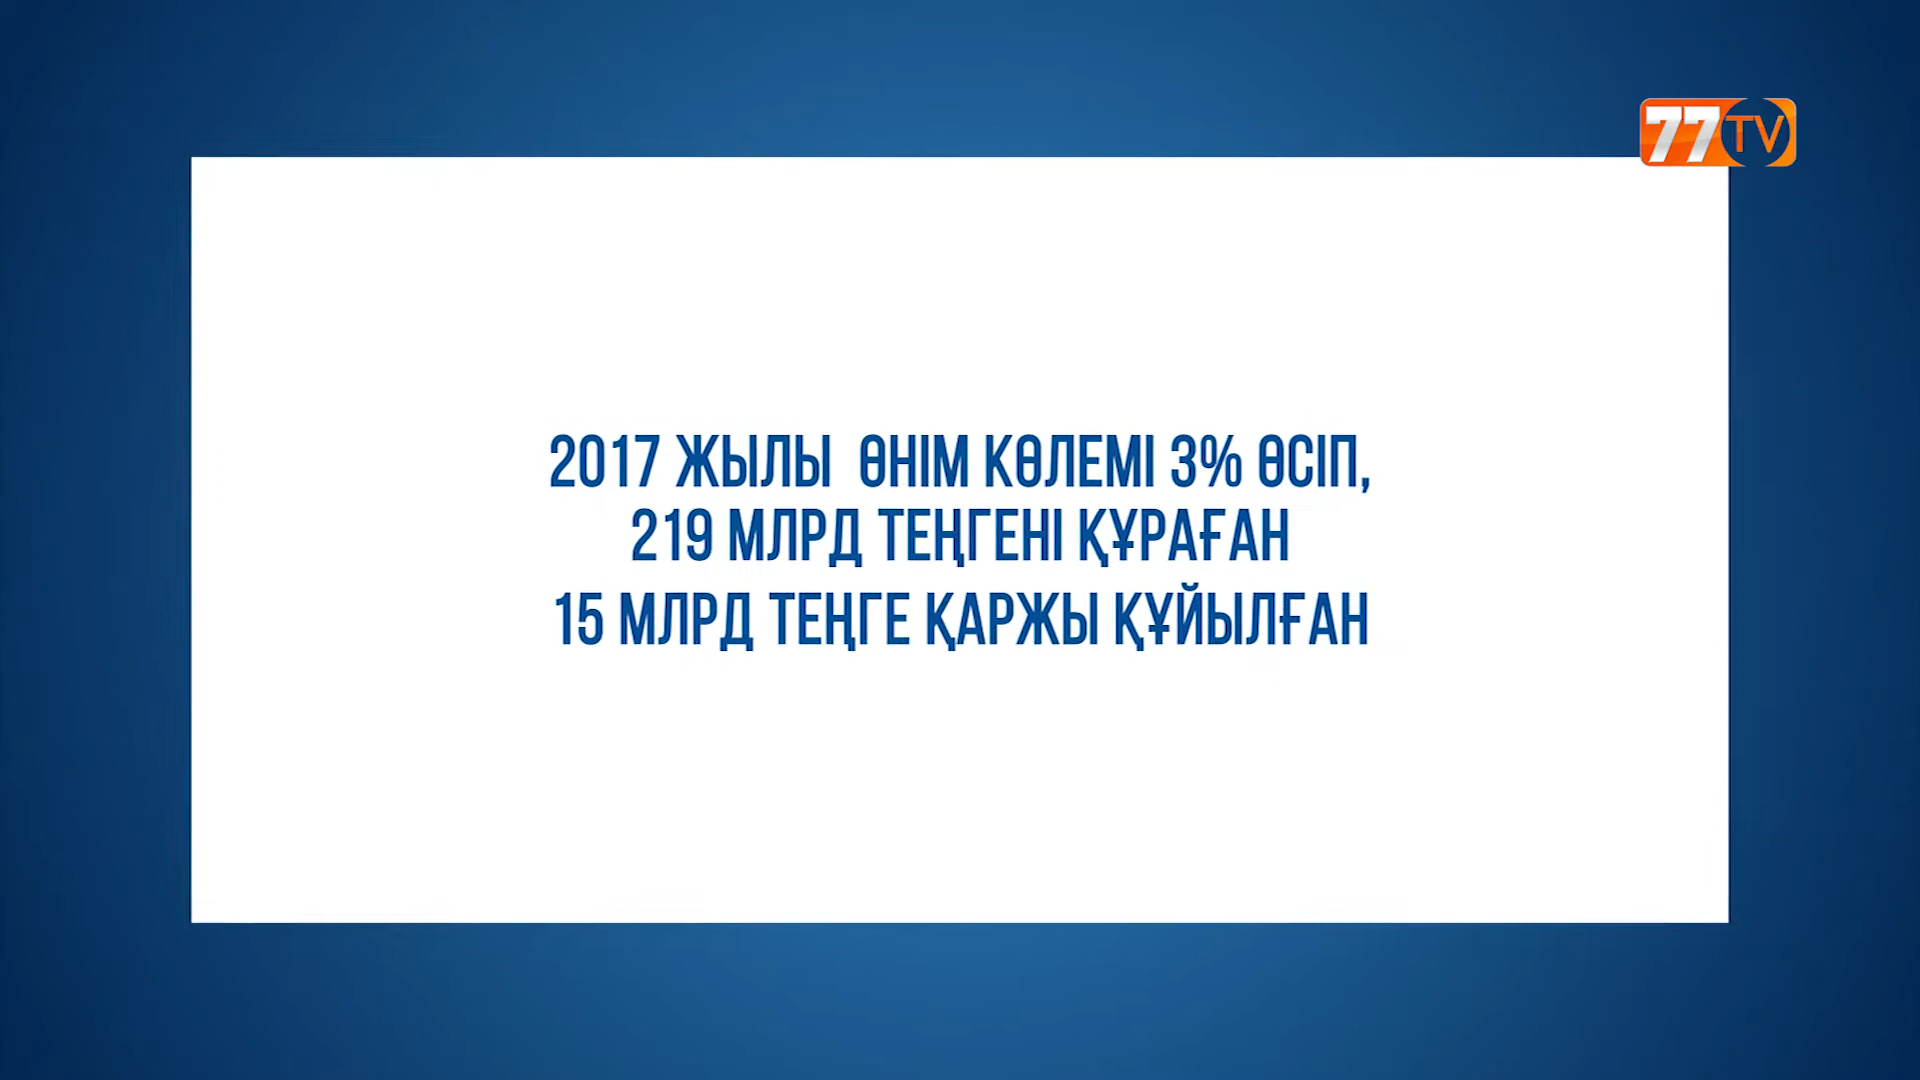 77TV
2017 ЖЫЛЫ ӨНІМ КӨЛЕМІ 3% ӨСІП,
219 МЛРД ТЕҢГЕНІ ҚҰРАҒАН
15 МЛРД ТЕҢГЕ ҚАРЖЫ ҚҰЙЫЛҒАН